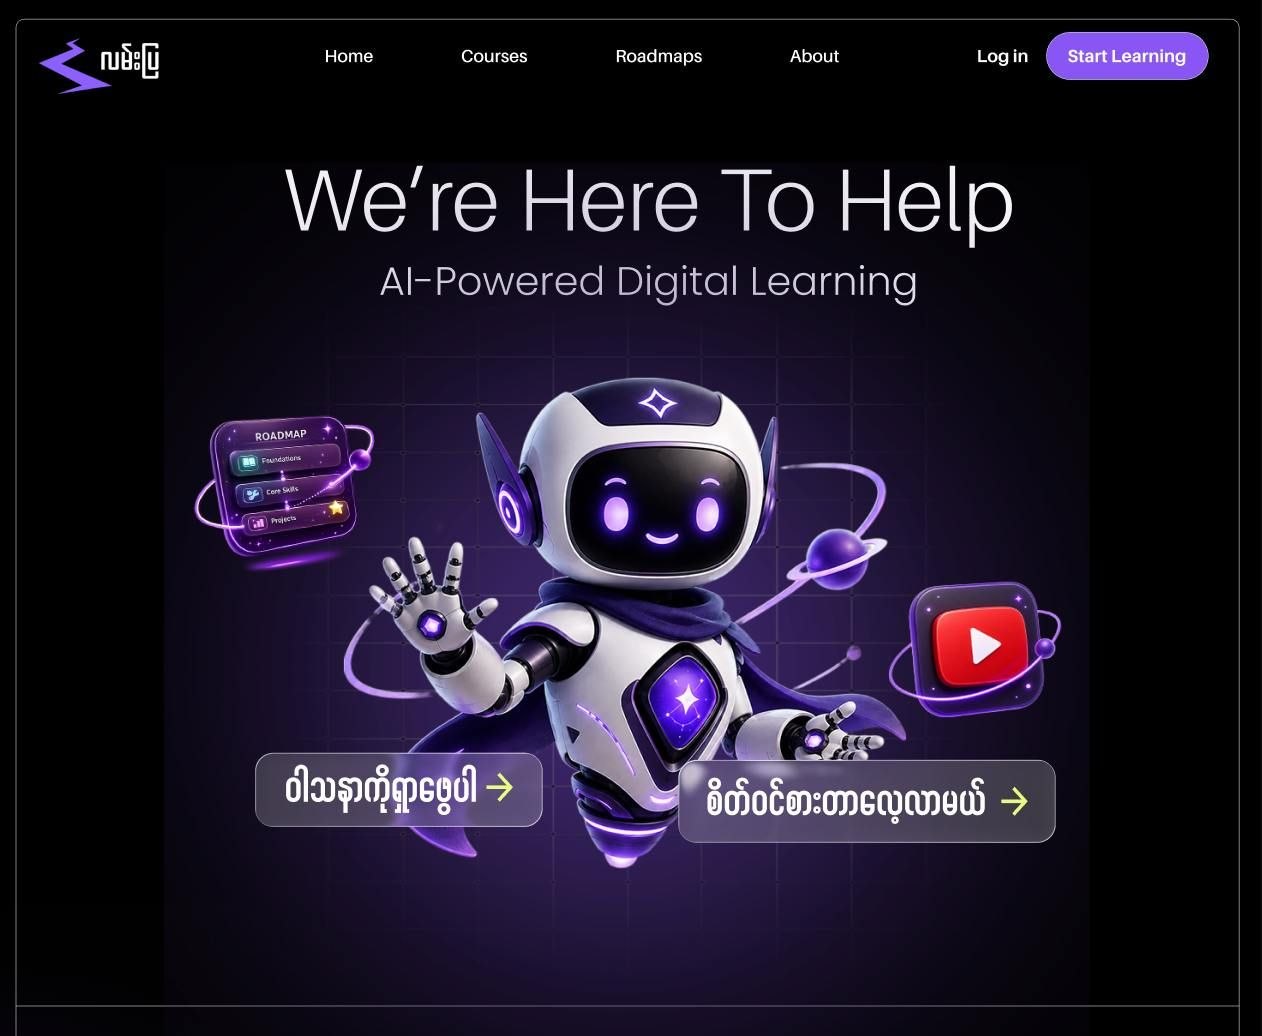 လမ်းပြ
Home
Courses
Roadmaps
About
Log in
Start Learning
We’re Here To Help
AI-Powered Digital Learning
ROADMAP
Foundations
Core Skills
Projects
ဝါသနာကိုရှာဖွေပါ →
စိတ်ဝင်စားတာလေ့လာမယ် →